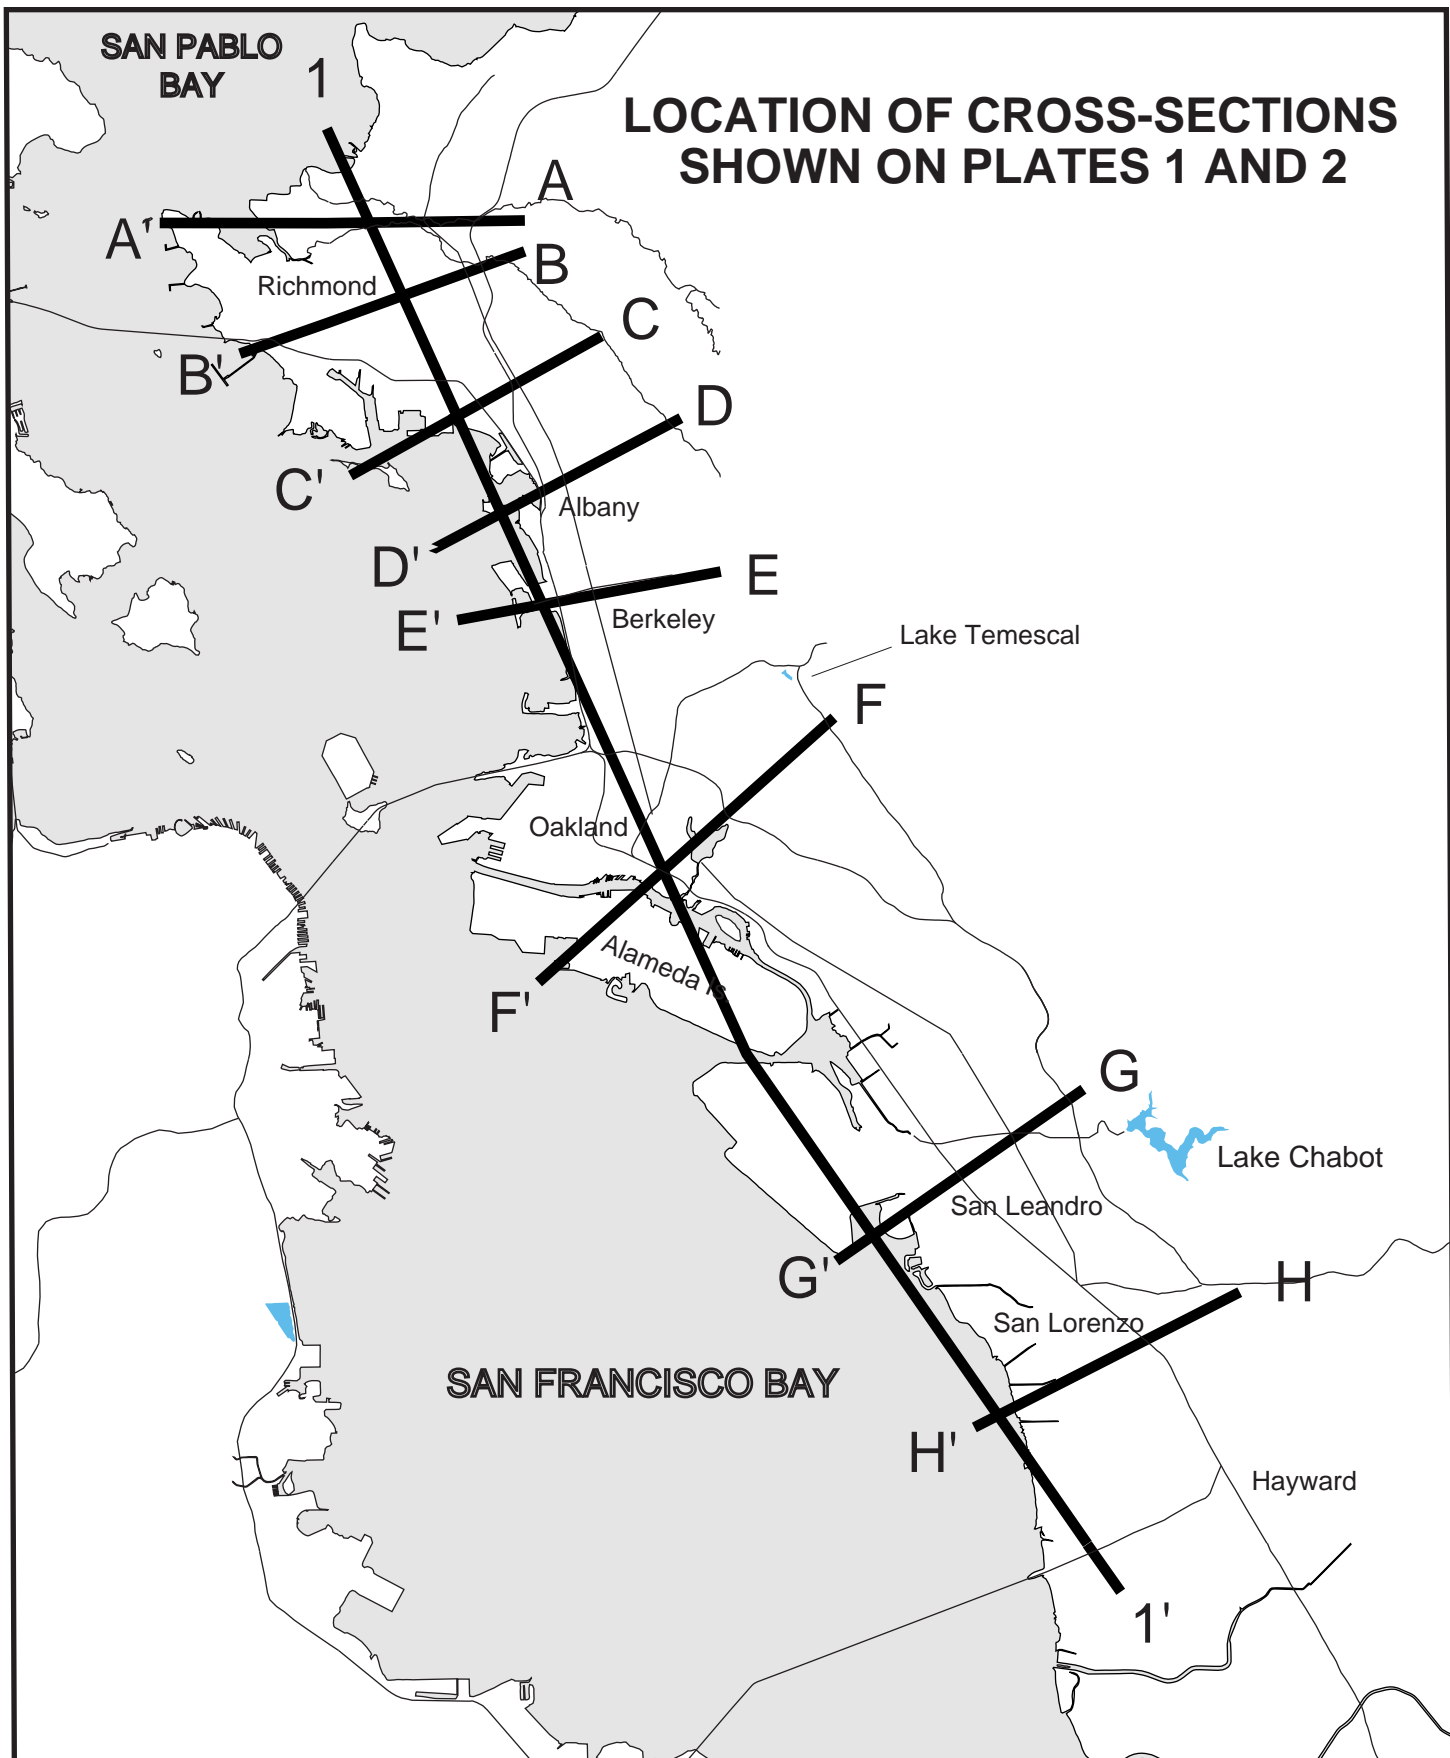 SAN PABLO
BAY
1
LOCATION OF CROSS-SECTIONS
SHOWN ON PLATES 1 AND 2
A
A'
B
Richmond
C
B'
D
C'
Albany
D'
E
E'
Berkeley
Lake Temescal
F
Oakland
Alameda Is.
F'
G
Lake Chabot
San Leandro
G'
H
San Lorenzo
SAN FRANCISCO BAY
H'
Hayward
1'